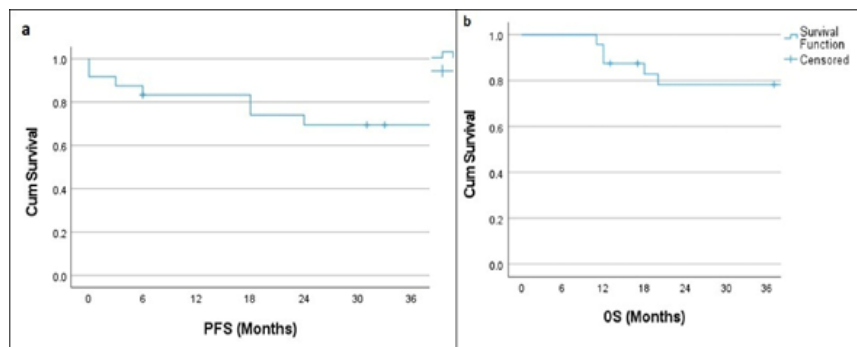 a
1.0
0.8
0.6
0.4
0.2
0.0
Cum Survival
0 6 12 18 24 30 36
PFS (Months)
b
1.0
0.8
0.6
0.4
0.2
0.0
Cum Survival
0 6 12 18 24 30 36
0S (Months)
Survival
Function
Censored